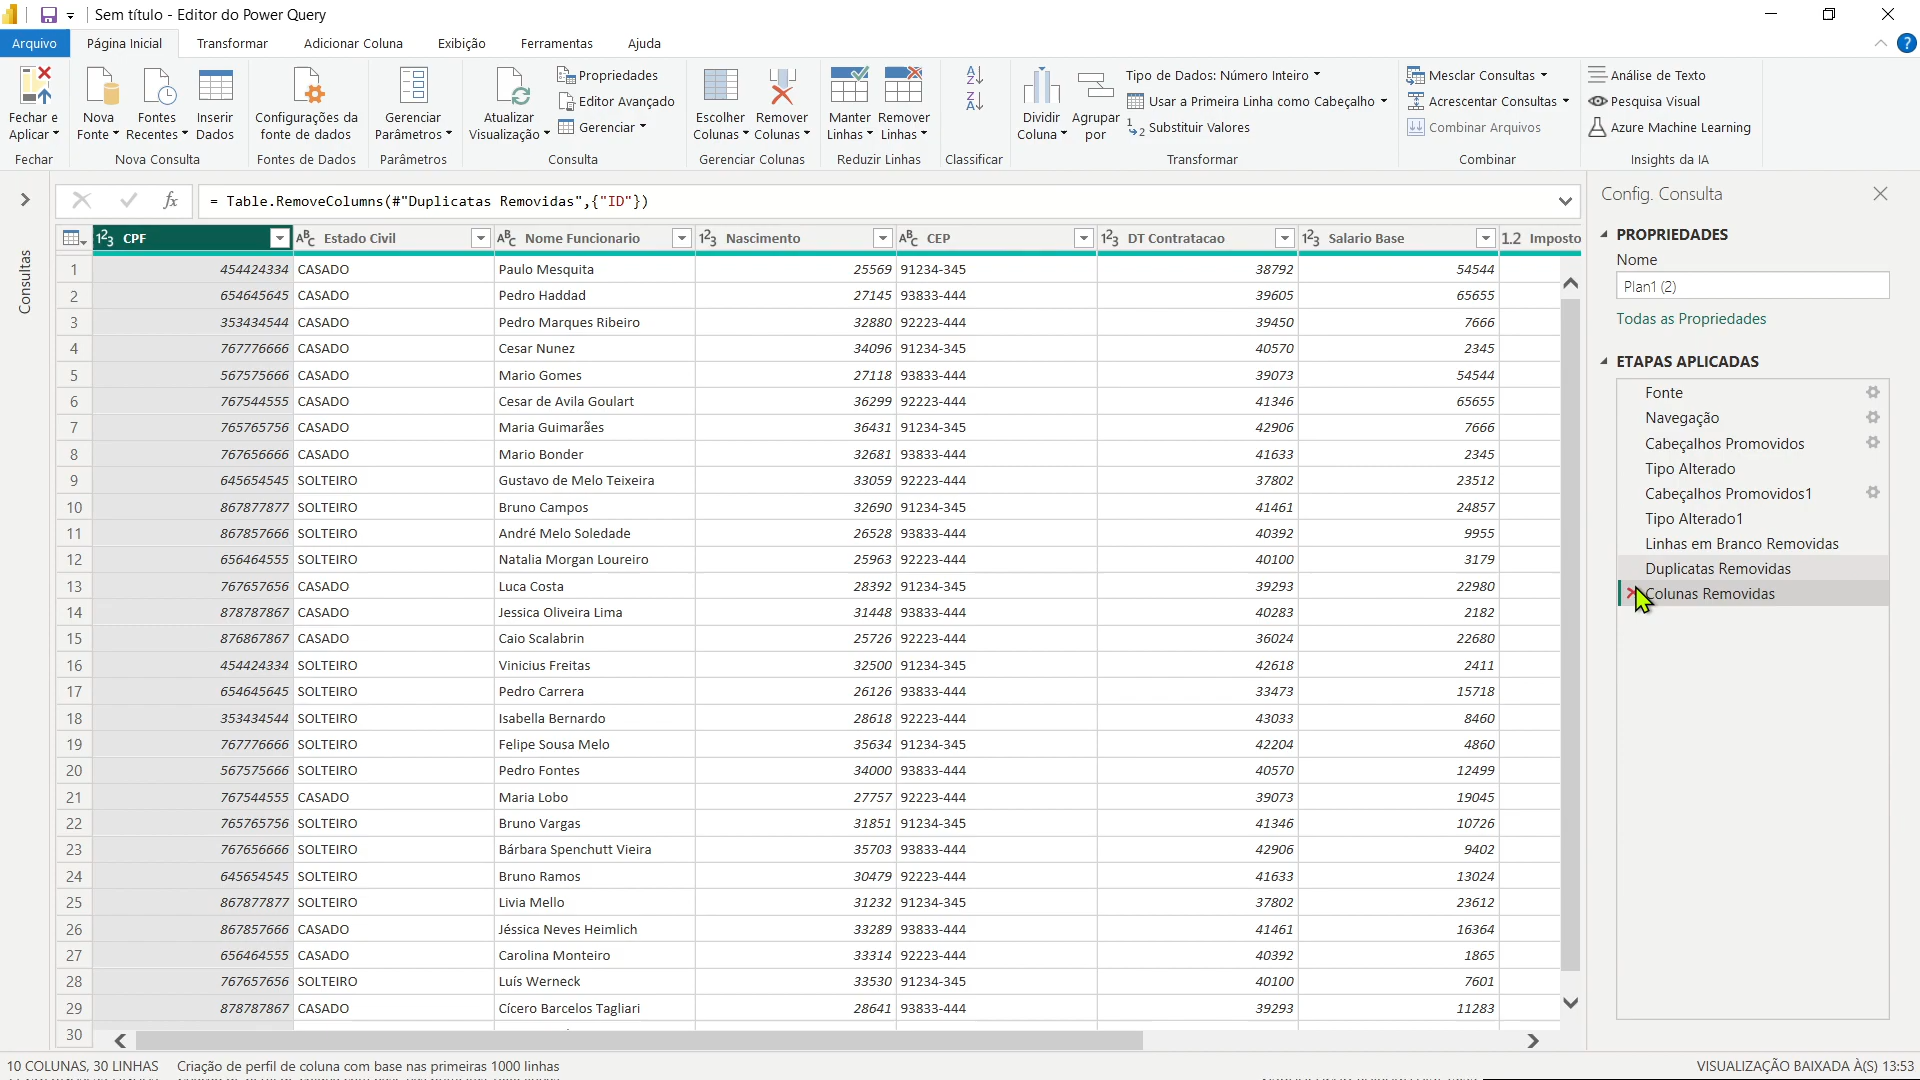 Sem título - Editor do Power Query
Arquivo Página Inicial Transformar Adicionar Coluna Exibição Ferramentas Ajuda
Fechar e Aplicar
Nova Fonte
Fontes Recentes
Inserir Dados
Configurações da fonte de dados
Gerenciar Parâmetros
Atualizar Visualização
Propriedades
Editor Avançado
Gerenciar
Escolher Colunas
Remover Colunas
Manter Linhas
Remover Linhas
Dividir Coluna
Agrupar por
Tipo de Dados: Número Inteiro
Usar a Primeira Linha como Cabeçalho
Substituir Valores
Mesclar Consultas
Acrescentar Consultas
Combinar Arquivos
Análise de Texto
Pesquisa Visual
Azure Machine Learning
Fechar Nova Consulta Fontes de Dados Parâmetros Consulta Gerenciar Colunas Reduzir Linhas Classificar Transformar Combinar Insights da IA
Consultas
fx = Table.RemoveColumns(#"Duplicatas Removidas",{"ID"})
1²3 CPF ABC Estado Civil ABC Nome Funcionario 1²3 Nascimento ABC CEP 1²3 DT Contratacao 1²3 Salario Base 1.2 Imposto
1 454424334 CASADO Paulo Mesquita 25569 91234-345 38792 54544
2 654645645 CASADO Pedro Haddad 27145 93833-444 39605 65655
3 353434544 CASADO Pedro Marques Ribeiro 32880 92223-444 39450 7666
4 767776666 CASADO Cesar Nunez 34096 91234-345 40570 2345
5 567575666 CASADO Mario Gomes 27118 93833-444 39073 54544
6 767544555 CASADO Cesar de Avila Goulart 36299 92223-444 41346 65655
7 765765756 CASADO Maria Guimarães 36431 91234-345 42906 7666
8 767656666 CASADO Mario Bonder 32681 93833-444 41633 2345
9 645654545 SOLTEIRO Gustavo de Melo Teixeira 33059 92223-444 37802 23512
10 867877877 SOLTEIRO Bruno Campos 32690 91234-345 41461 24857
11 867857666 SOLTEIRO André Melo Soledade 26528 93833-444 40392 9955
12 656464555 SOLTEIRO Natalia Morgan Loureiro 25963 92223-444 40100 3179
13 767657656 CASADO Luca Costa 28392 91234-345 39293 22980
14 878787867 CASADO Jessica Oliveira Lima 31448 93833-444 40283 2182
15 876867867 CASADO Caio Scalabrin 25726 92223-444 36024 22680
16 454424334 SOLTEIRO Vinicius Freitas 32500 91234-345 42618 2411
17 654645645 SOLTEIRO Pedro Carrera 26126 93833-444 33473 15718
18 353434544 SOLTEIRO Isabella Bernardo 28618 92223-444 43033 8460
19 767776666 SOLTEIRO Felipe Sousa Melo 35634 91234-345 42204 4860
20 567575666 SOLTEIRO Pedro Fontes 34000 93833-444 40570 12499
21 767544555 CASADO Maria Lobo 27757 92223-444 39073 19045
22 765765756 SOLTEIRO Bruno Vargas 31851 91234-345 41346 10726
23 767656666 SOLTEIRO Bárbara Spenchutt Vieira 35703 93833-444 42906 9402
24 645654545 SOLTEIRO Bruno Ramos 30479 92223-444 41633 13024
25 867877877 SOLTEIRO Livia Mello 31232 91234-345 37802 23612
26 867857666 CASADO Jéssica Neves Heimlich 33289 93833-444 41461 16364
27 656464555 CASADO Carolina Monteiro 33314 92223-444 40392 1865
28 767657656 SOLTEIRO Luís Werneck 33530 91234-345 40100 7601
29 878787867 CASADO Cícero Barcelos Tagliari 28641 93833-444 39293 11283
30
Config. Consulta
PROPRIEDADES
Nome
Plan1 (2)
Todas as Propriedades
ETAPAS APLICADAS
Fonte
Navegação
Cabeçalhos Promovidos
Tipo Alterado
Cabeçalhos Promovidos1
Tipo Alterado1
Linhas em Branco Removidas
Duplicatas Removidas
Colunas Removidas
10 COLUNAS, 30 LINHAS Criação de perfil de coluna com base nas primeiras 1000 linhas VISUALIZAÇÃO BAIXADA À(S) 13:53